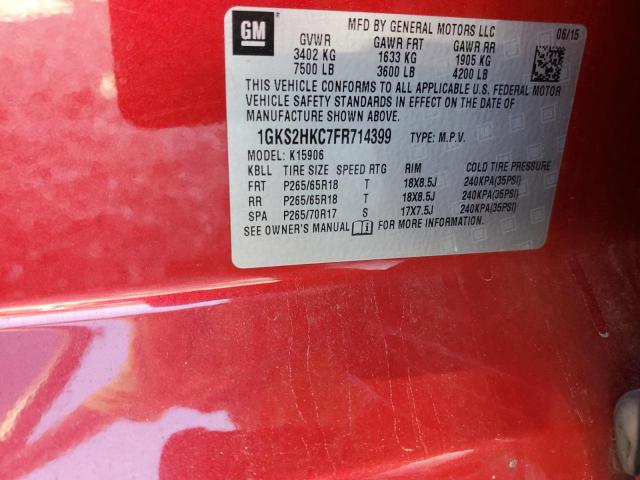 GM
MFD BY GENERAL MOTORS LLC 06/15
GVWR GAWR FRT GAWR RR
3402 KG 1633 KG 1905 KG
7500 LB 3600 LB 4200 LB
THIS VEHICLE CONFORMS TO ALL APPLICABLE U.S. FEDERAL MOTOR
VEHICLE SAFETY STANDARDS IN EFFECT ON THE DATE OF
MANUFACTURE SHOWN ABOVE.
1GKS2HKC7FR714399 TYPE: M.P.V.
MODEL: K15906
KBLL TIRE SIZE SPEED RTG RIM COLD TIRE PRESSURE
FRT P265/65R18 T 18X8.5J 240KPA(35PSI)
RR P265/65R18 T 18X8.5J 240KPA(35PSI)
SPA P265/70R17 S 17X7.5J 240KPA(35PSI)
SEE OWNER'S MANUAL FOR MORE INFORMATION.